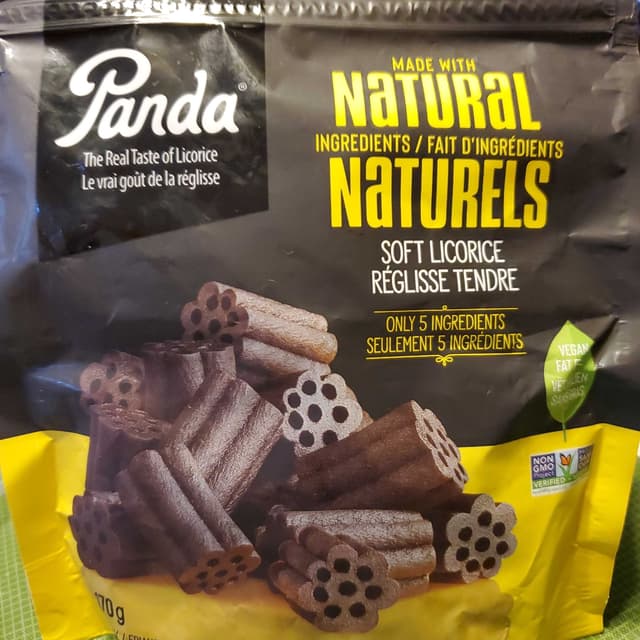 Panda®
The Real Taste of Licorice
Le vrai goût de la réglisse
MADE WITH
NATURAL
INGREDIENTS / FAIT D'INGRÉDIENTS
NATURELS
SOFT LICORICE
RÉGLISSE TENDRE
ONLY 5 INGREDIENTS
SEULEMENT 5 INGRÉDIENTS
VEGAN
FAT
NON
GMO
Project
VERIFIED
170g